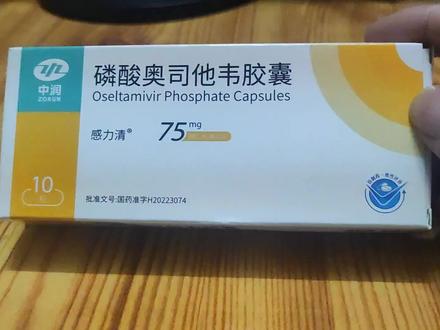 中润
ZORUN
磷酸奥司他韦胶囊
Oseltamivir Phosphate Capsules
感力清®
75mg
10
粒
批准文号:国药准字H20223074